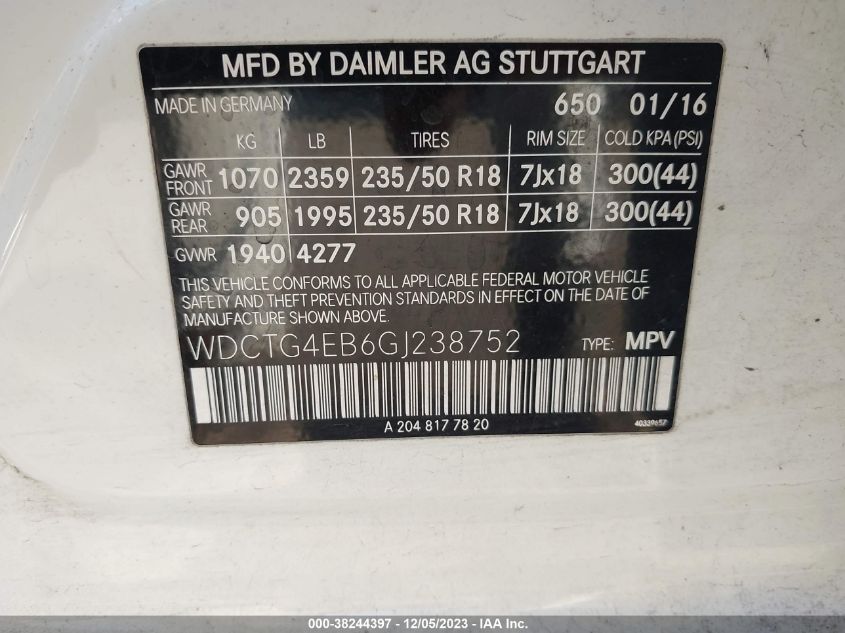 MFD BY DAIMLER AG STUTTGART
MADE IN GERMANY 650 01/16
KG LB TIRES RIM SIZE COLD KPA (PSI)
GAWR FRONT 1070 2359 235/50 R18 7Jx18 300(44)
GAWR REAR 905 1995 235/50 R18 7Jx18 300(44)
GVWR 1940 4277
THIS VEHICLE CONFORMS TO ALL APPLICABLE FEDERAL MOTOR VEHICLE
SAFETY AND THEFT PREVENTION STANDARDS IN EFFECT ON THE DATE OF
MANUFACTURE SHOWN ABOVE.
WDCTG4EB6GJ238752 TYPE: MPV
A 204 817 78 20 40339657
000-38244397 - 12/05/2023 - IAA Inc.